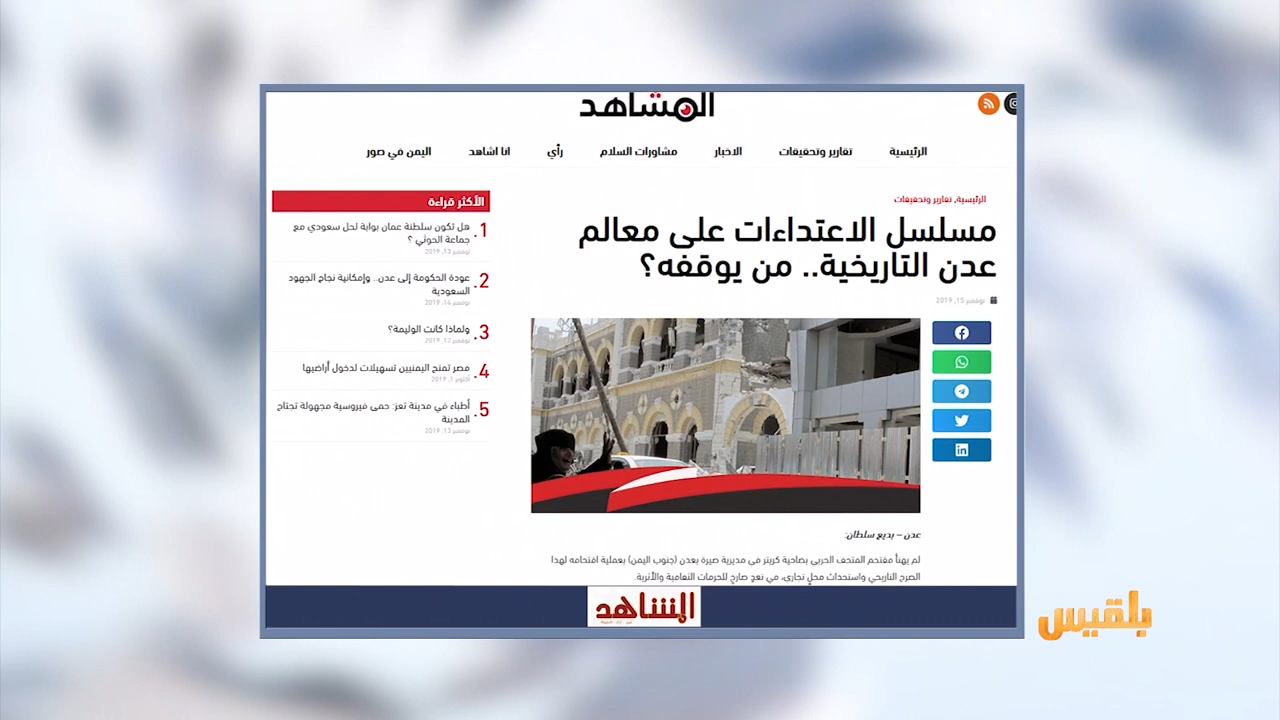 المشاهد
الرئيسية
تقارير وتحقيقات
الاخبار
مشاورات السلام
رأي
انا اشاهد
اليمن في صور
الرئيسية, تقارير وتحقيقات
مسلسل الاعتداءات على معالم
عدن التاريخية.. من يوقفه؟
نوفمبر 15, 2019
عدن – بديع سلطان:
لم يهنأ مقتحم المتحف الحربي بضاحية كريتر في مديرية صيرة بعدن (جنوب اليمن) بعملية اقتحامه لهذا
الصرح التاريخي واستحداث محلٍ تجاري، في تعدٍ صارخٍ للحرمات الثقافية والأثرية.
الأكثر قراءة
1. هل تكون سلطنة عمان بوابة لحل سعودي مع
جماعة الحوثي ؟
نوفمبر 13, 2019
2. عودة الحكومة إلى عدن.. وإمكانية نجاح الجهود
السعودية
نوفمبر 14, 2019
3. ولماذا كانت الوليمة؟
نوفمبر 12, 2019
4. مصر تمنح اليمنيين تسهيلات لدخول أراضيها
أكتوبر 1, 2019
5. أطباء في مدينة تعز: حمى فيروسية مجهولة تجتاح
المدينة
نوفمبر 13, 2019
المشاهد
بلقيس